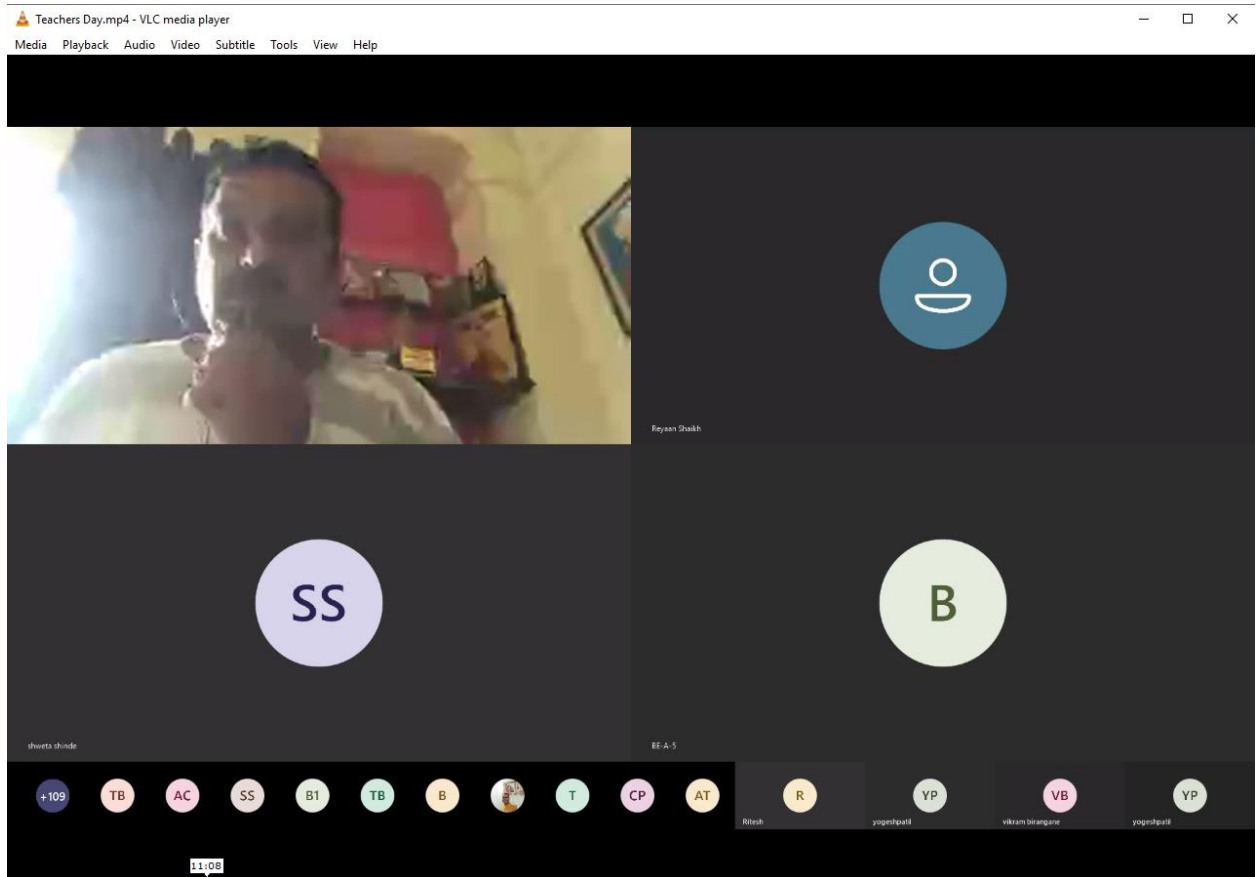 Teachers Day.mp4 - VLC media player
Media Playback Audio Video Subtitle Tools View Help
Reyaan Shaikh
SS
B
shweta shinde
BE-A-5
+109 TB AC SS B1 TB B T CP AT R YP VB YP
Ritesh yogeshpatil vikram birangane yogeshpatil
11:08